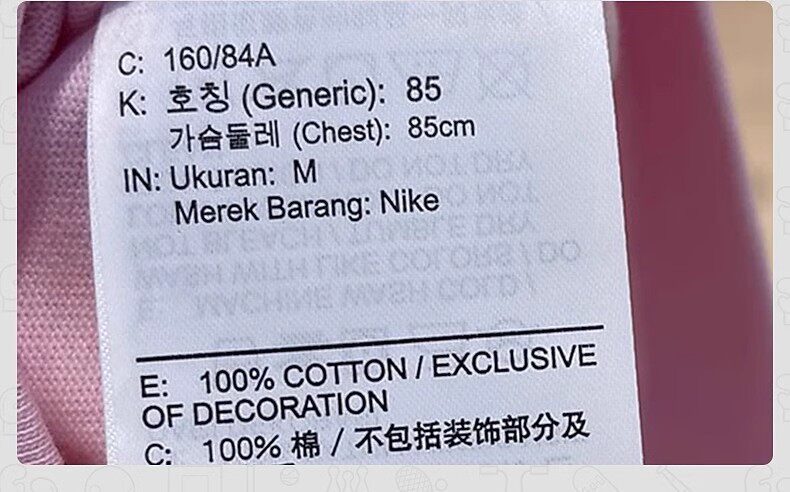 C: 160/84A
K: 호칭 (Generic): 85
가슴둘레 (Chest): 85cm
IN: Ukuran: M
Merek Barang: Nike
E: 100% COTTON / EXCLUSIVE
OF DECORATION
C: 100% 棉 / 不包括装饰部分及